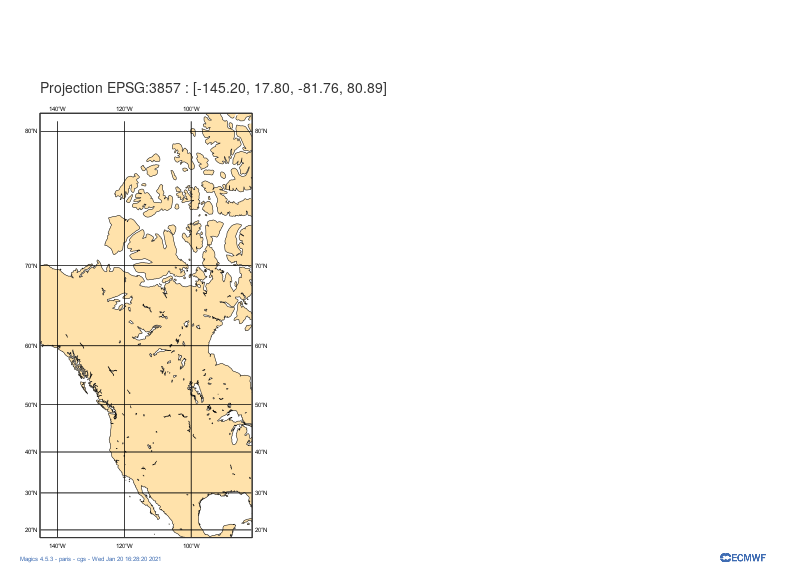 Projection EPSG:3857 : [-145.20, 17.80, -81.76, 80.89]
140°W 120°W 100°W
80°N 80°N
70°N 70°N
60°N 60°N
50°N 50°N
40°N 40°N
30°N 30°N
20°N 20°N
140°W 120°W 100°W
Magics 4.5.3 - paris - cgs - Wed Jan 20 16:28:20 2021
ECMWF